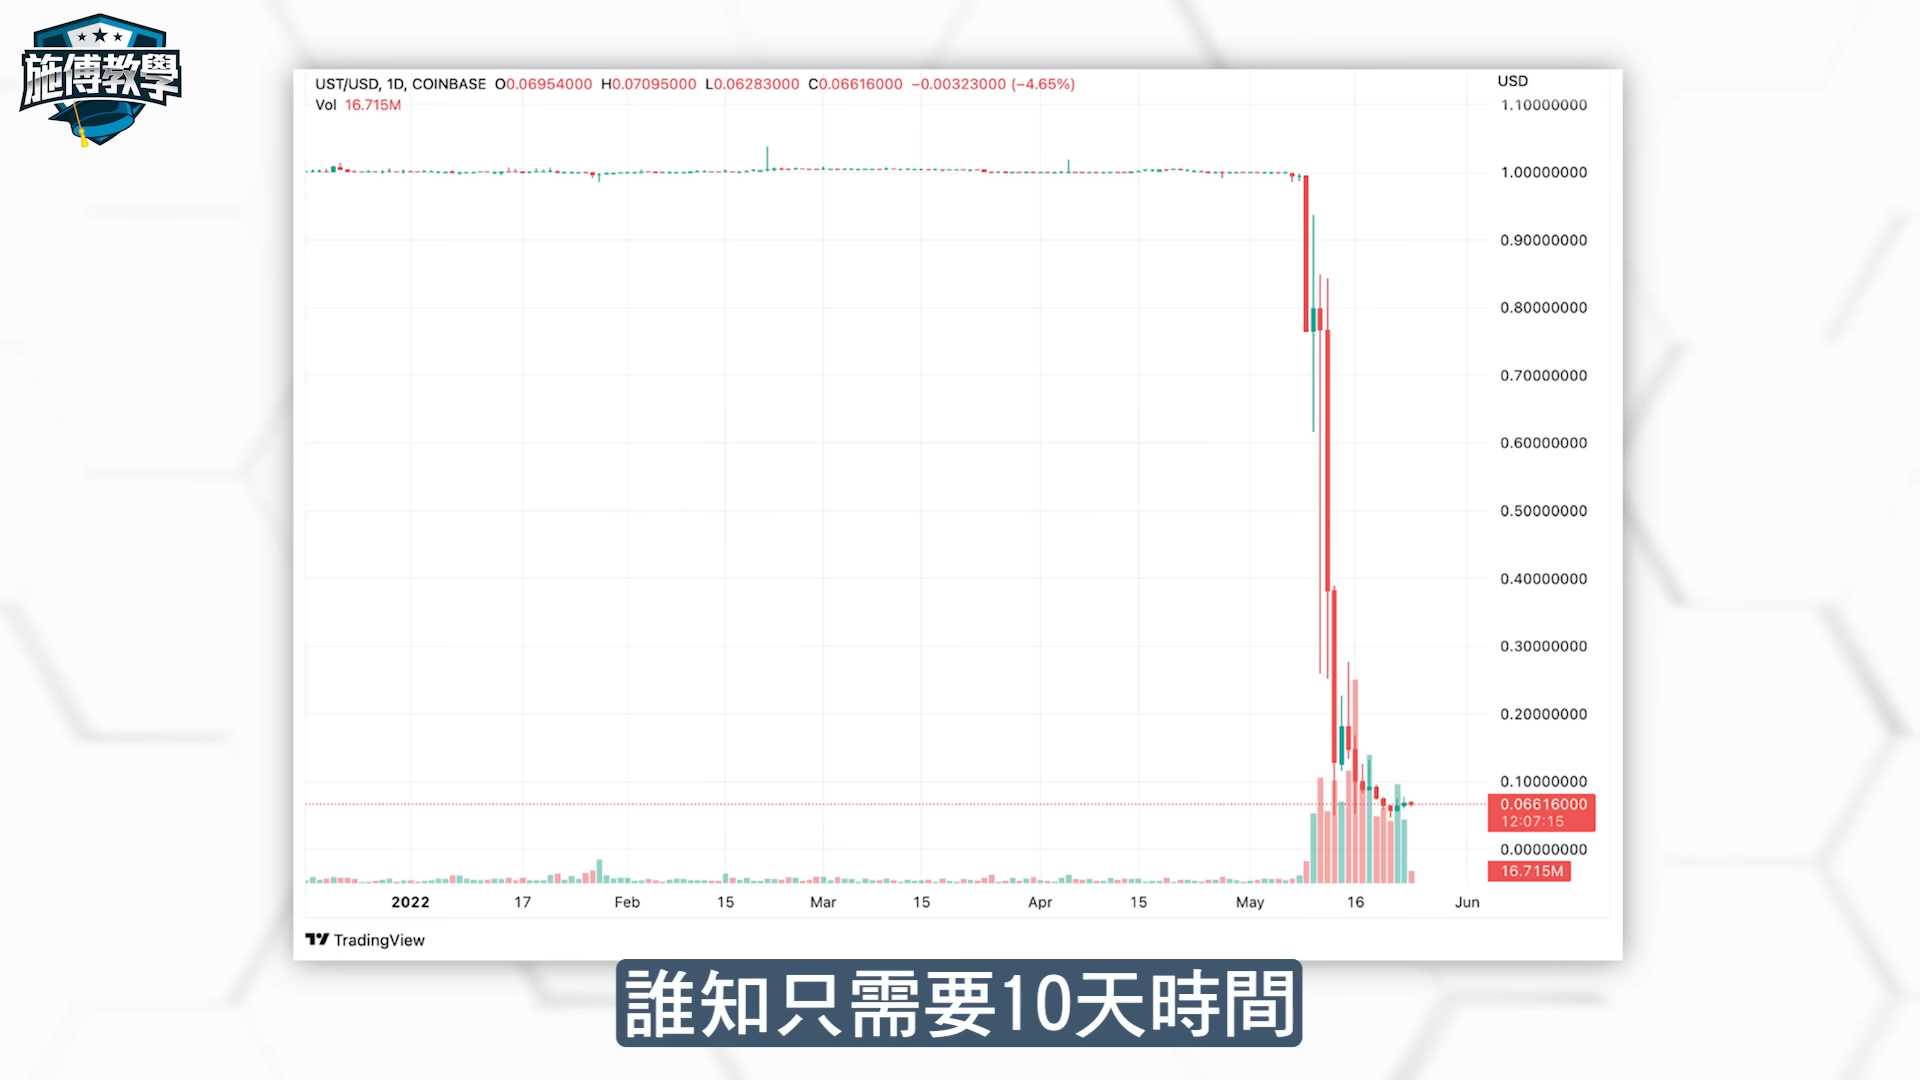 施傅教學
UST/USD, 1D, COINBASE O0.06954000 H0.07095000 L0.06283000 C0.06616000 −0.00323000 (−4.65%)
Vol 16.715M
USD
1.10000000
1.00000000
0.90000000
0.80000000
0.70000000
0.60000000
0.50000000
0.40000000
0.30000000
0.20000000
0.10000000
0.06616000
12:07:15
0.00000000
16.715M
2022 17 Feb 15 Mar 15 Apr 15 May 16 Jun
TradingView
誰知只需要10天時間